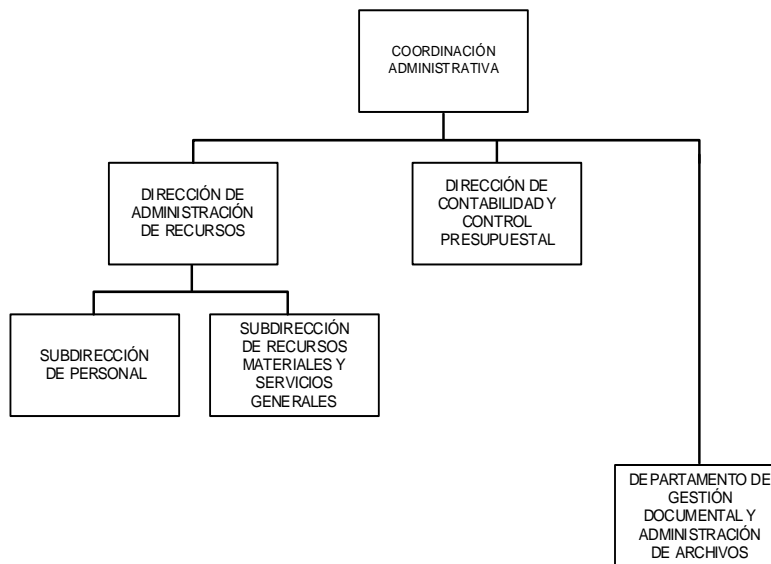 COORDINACIÓN
ADMINISTRATIVA
DIRECCIÓN DE
ADMINISTRACIÓN
DE RECURSOS
DIRECCIÓN DE
CONTABILIDAD Y
CONTROL
PRESUPUESTAL
SUBDIRECCIÓN
DE PERSONAL
SUBDIRECCIÓN
DE RECURSOS
MATERIALES Y
SERVICIOS
GENERALES
DEPARTAMENTO DE
GESTIÓN
DOCUMENTAL Y
ADMINISTRACIÓN
DE ARCHIVOS